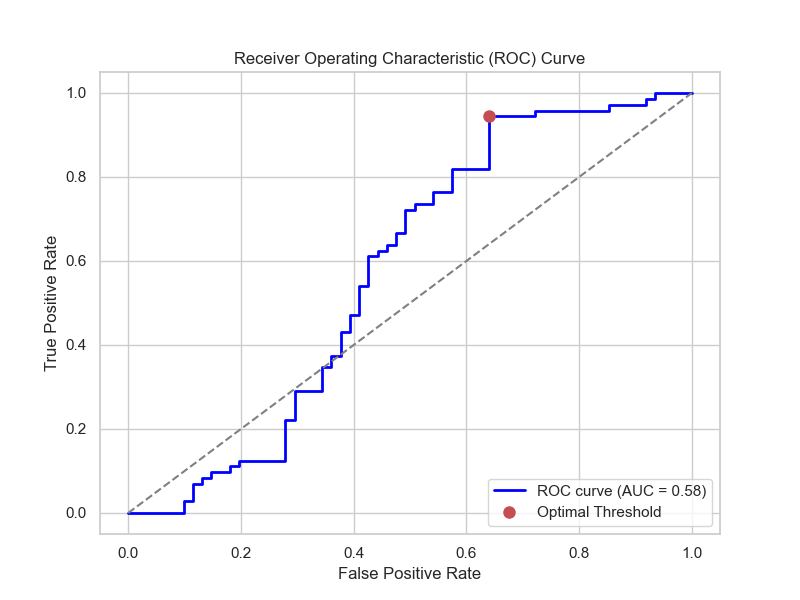 Receiver Operating Characteristic (ROC) Curve
True Positive Rate
1.0
0.8
0.6
0.4
0.2
0.0
ROC curve (AUC = 0.58)
Optimal Threshold
0.0 0.2 0.4 0.6 0.8 1.0
False Positive Rate